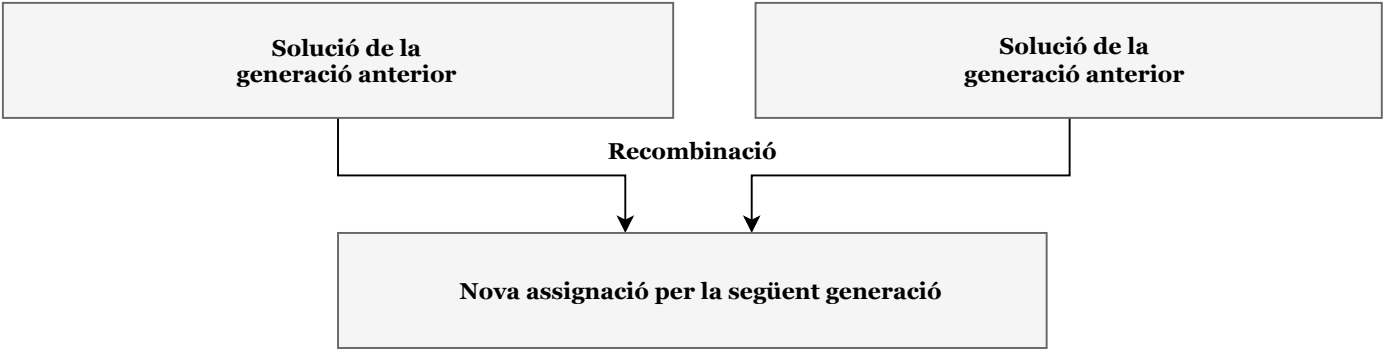 Solució de la
generació anterior
Solució de la
generació anterior
Recombinació
Nova assignació per la següent generació